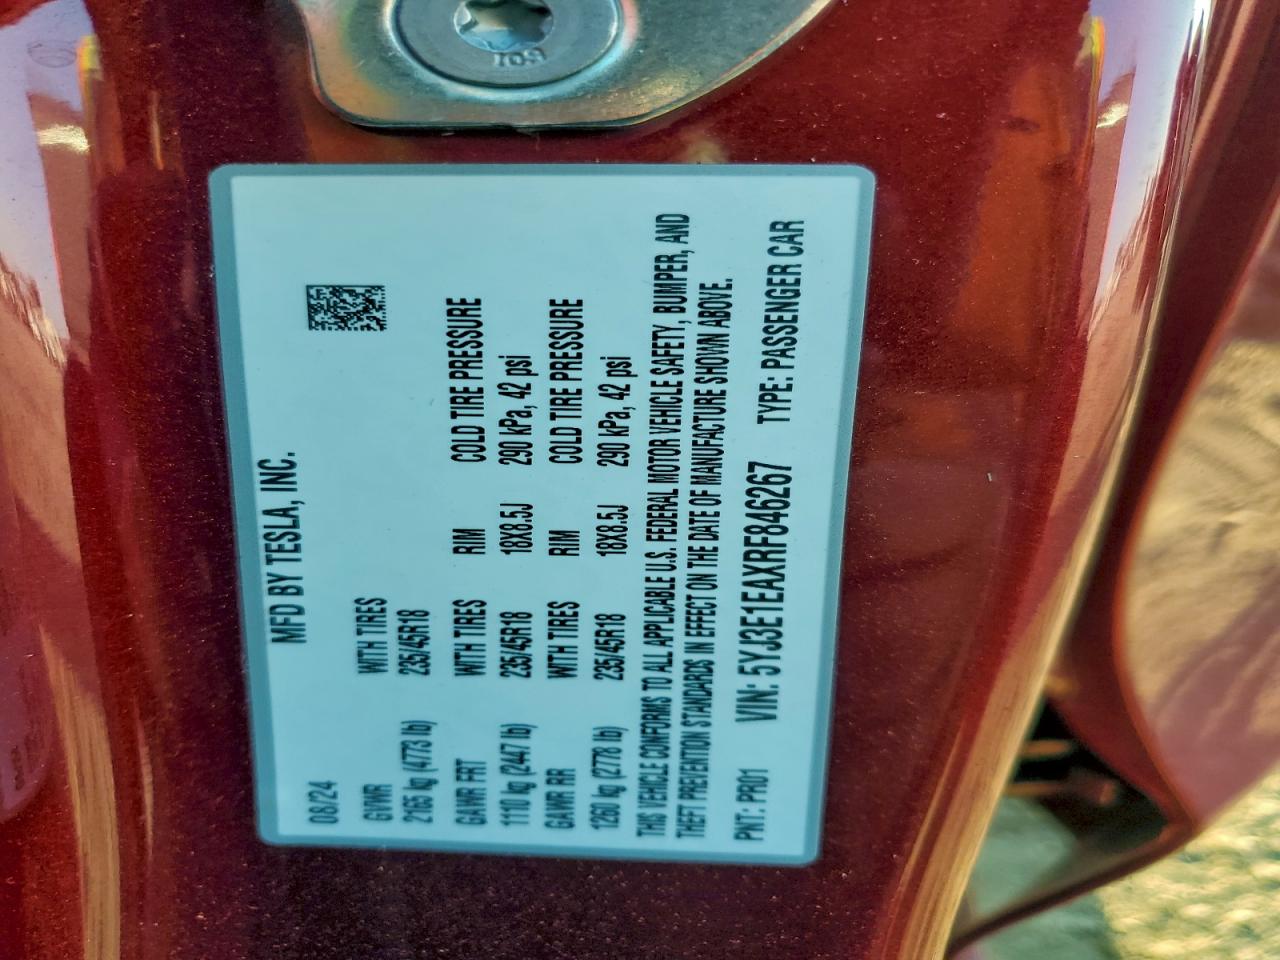 109
MFD BY TESLA, INC.
08/24
GVWR WITH TIRES
2165 kg (4773 lb) 235/45R18
GAWR FRT WITH TIRES RIM COLD TIRE PRESSURE
1110 kg (2447 lb) 235/45R18 18X8.5J 290 kPa, 42 psi
GAWR RR WITH TIRES RIM COLD TIRE PRESSURE
1260 kg (2778 lb) 235/45R18 18X8.5J 290 kPa, 42 psi
THIS VEHICLE CONFORMS TO ALL APPLICABLE U.S. FEDERAL MOTOR VEHICLE SAFETY, BUMPER, AND
THEFT PREVENTION STANDARDS IN EFFECT ON THE DATE OF MANUFACTURE SHOWN ABOVE.
PNT: PR01 VIN: 5YJ3E1EAXRF846267 TYPE: PASSENGER CAR